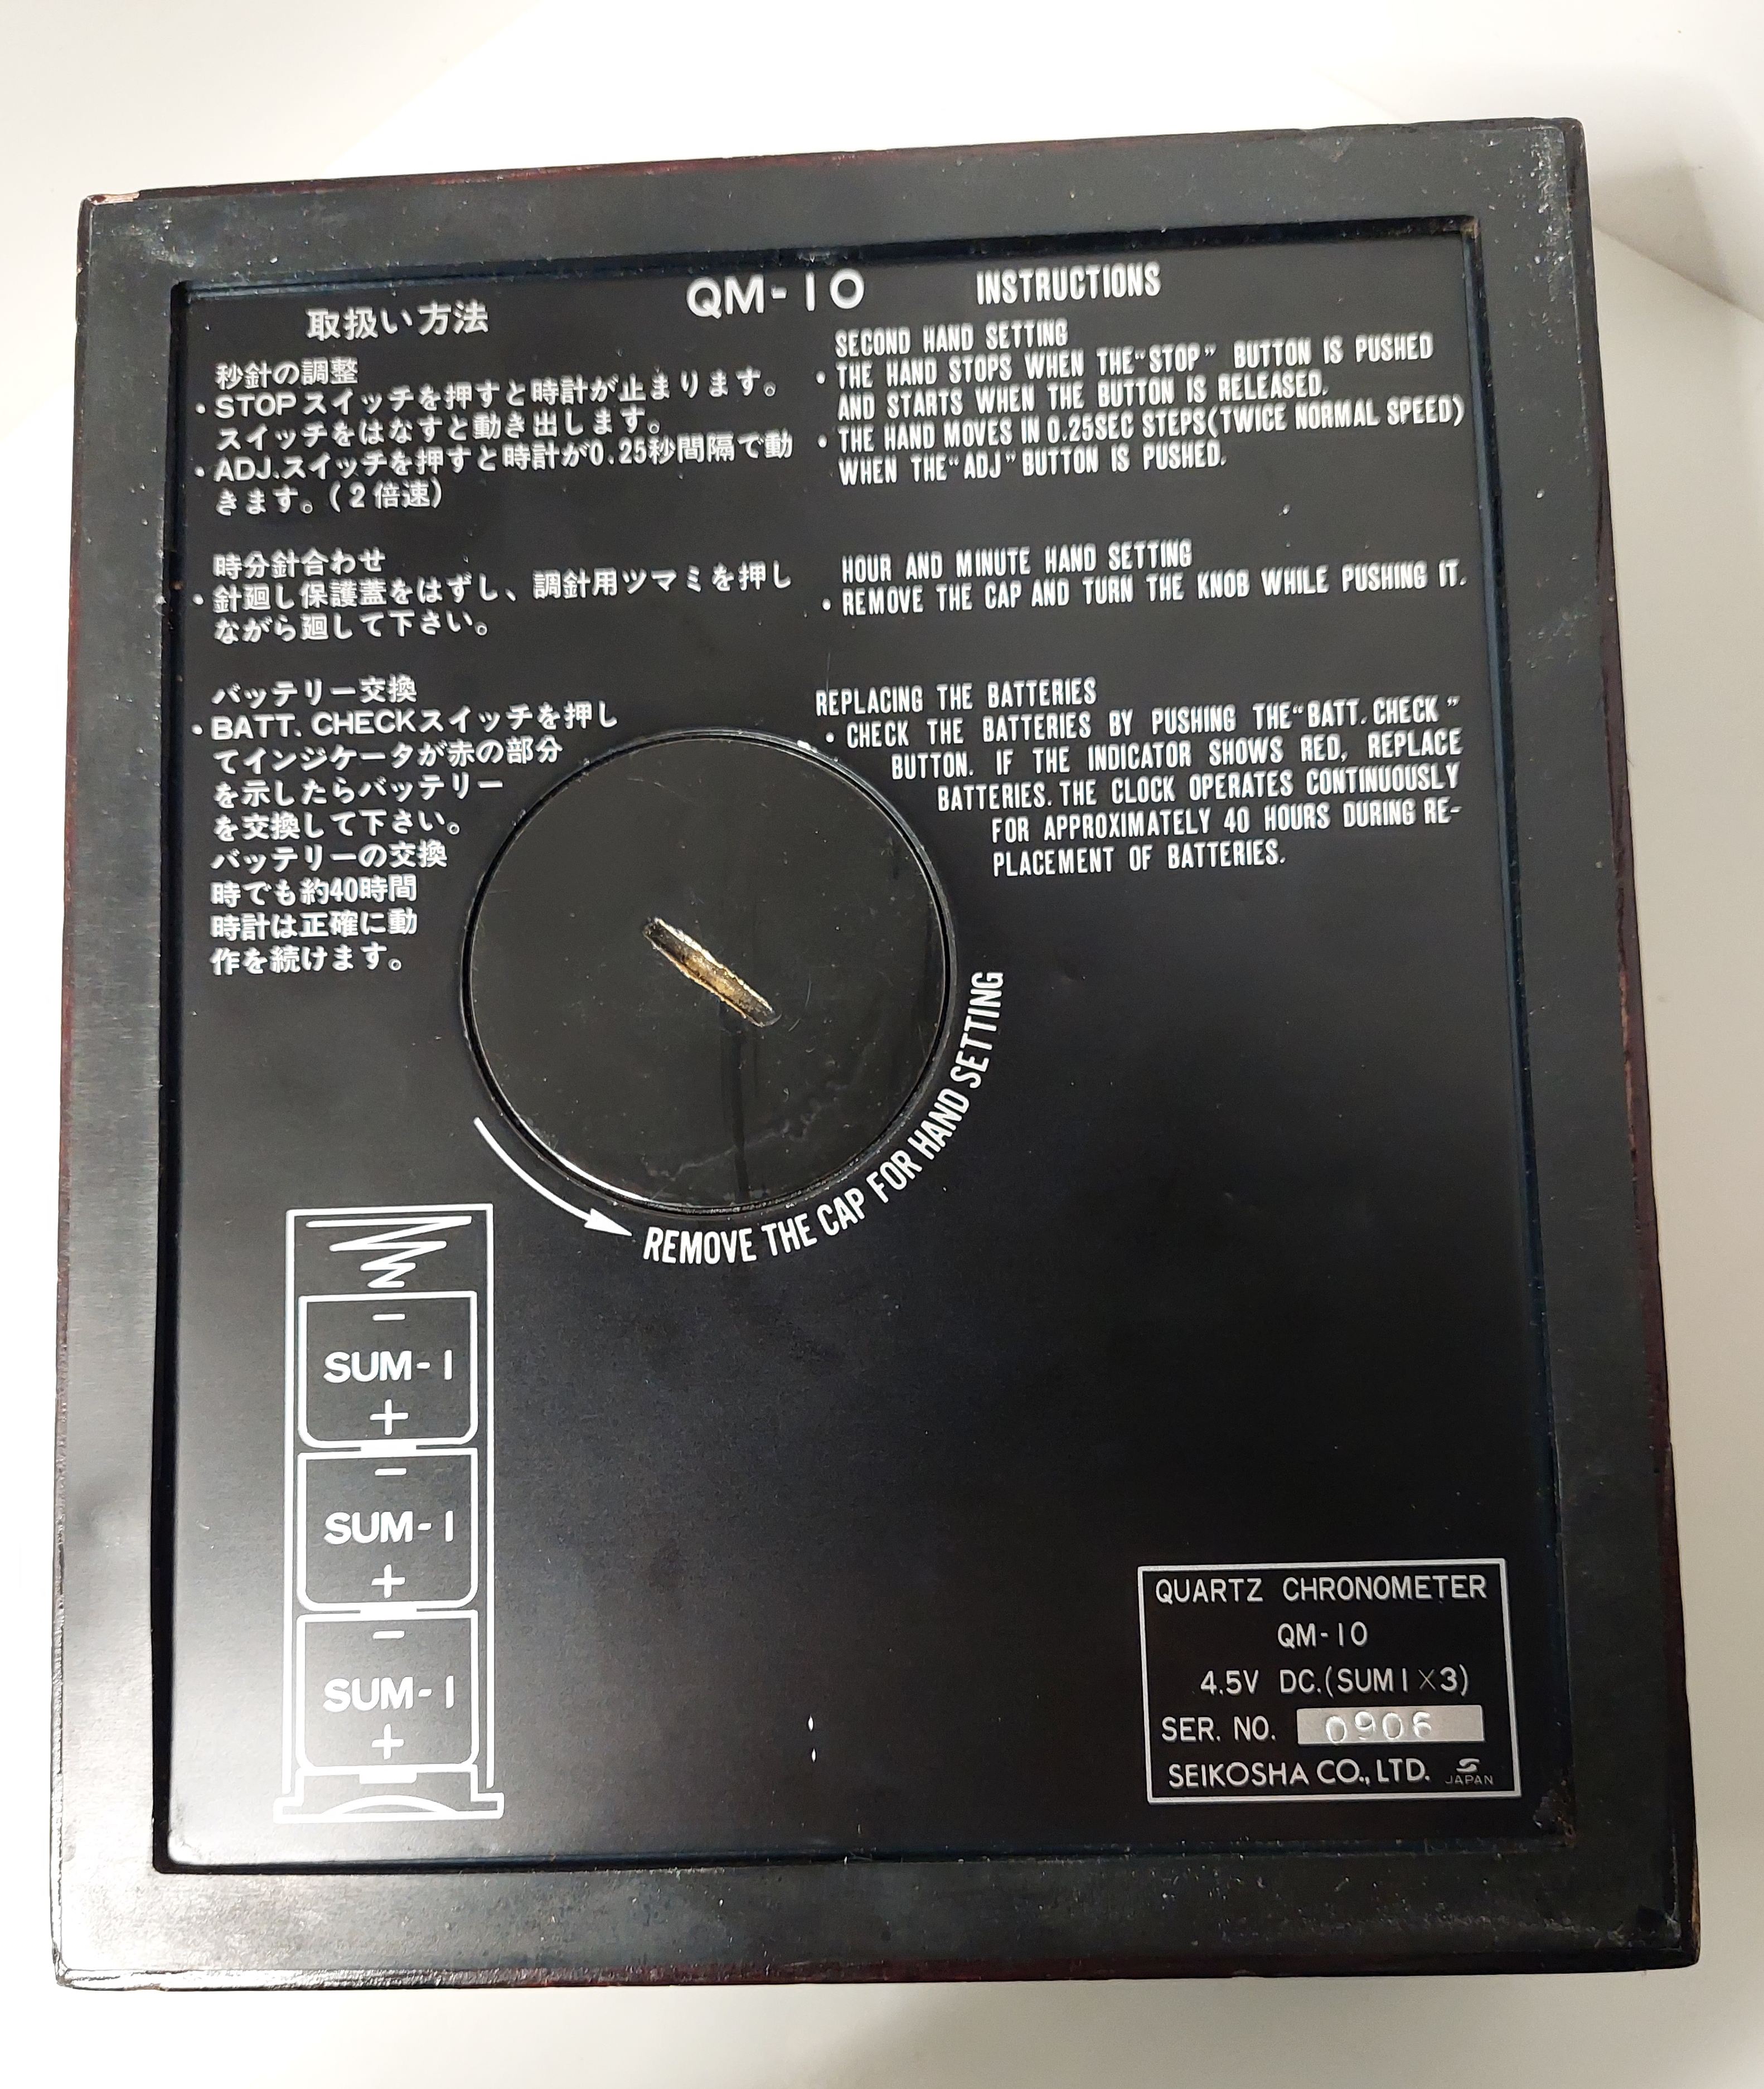 QM-10
取扱い方法
秒針の調整
・STOPスイッチを押すと時計が止まります。
スイッチをはなすと動き出します。
・ADJ.スイッチを押すと時計が0.25秒間隔で動
きます。(2倍速)
時分針合わせ
・針廻し保護蓋をはずし、調針用ツマミを押し
ながら廻して下さい。
バッテリー交換
・BATT. CHECKスイッチを押し
てインジケータが赤の部分
を示したらバッテリー
を交換して下さい。
バッテリーの交換
時でも約40時間
時計は正確に動
作を続けます。
INSTRUCTIONS
SECOND HAND SETTING
• THE HAND STOPS WHEN THE "STOP" BUTTON IS PUSHED
AND STARTS WHEN THE BUTTON IS RELEASED.
• THE HAND MOVES IN 0.25SEC STEPS(TWICE NORMAL SPEED)
WHEN THE "ADJ" BUTTON IS PUSHED.
HOUR AND MINUTE HAND SETTING
• REMOVE THE CAP AND TURN THE KNOB WHILE PUSHING IT.
REPLACING THE BATTERIES
• CHECK THE BATTERIES BY PUSHING THE "BATT. CHECK"
BUTTON. IF THE INDICATOR SHOWS RED, REPLACE
BATTERIES. THE CLOCK OPERATES CONTINUOUSLY
FOR APPROXIMATELY 40 HOURS DURING RE-
PLACEMENT OF BATTERIES.
REMOVE THE CAP FOR HAND SETTING
−
SUM-1
+
−
SUM-1
+
−
SUM-1
+
QUARTZ CHRONOMETER
QM-10
4.5V DC.(SUM1×3)
SER. NO. 0906
SEIKOSHA CO., LTD. S JAPAN